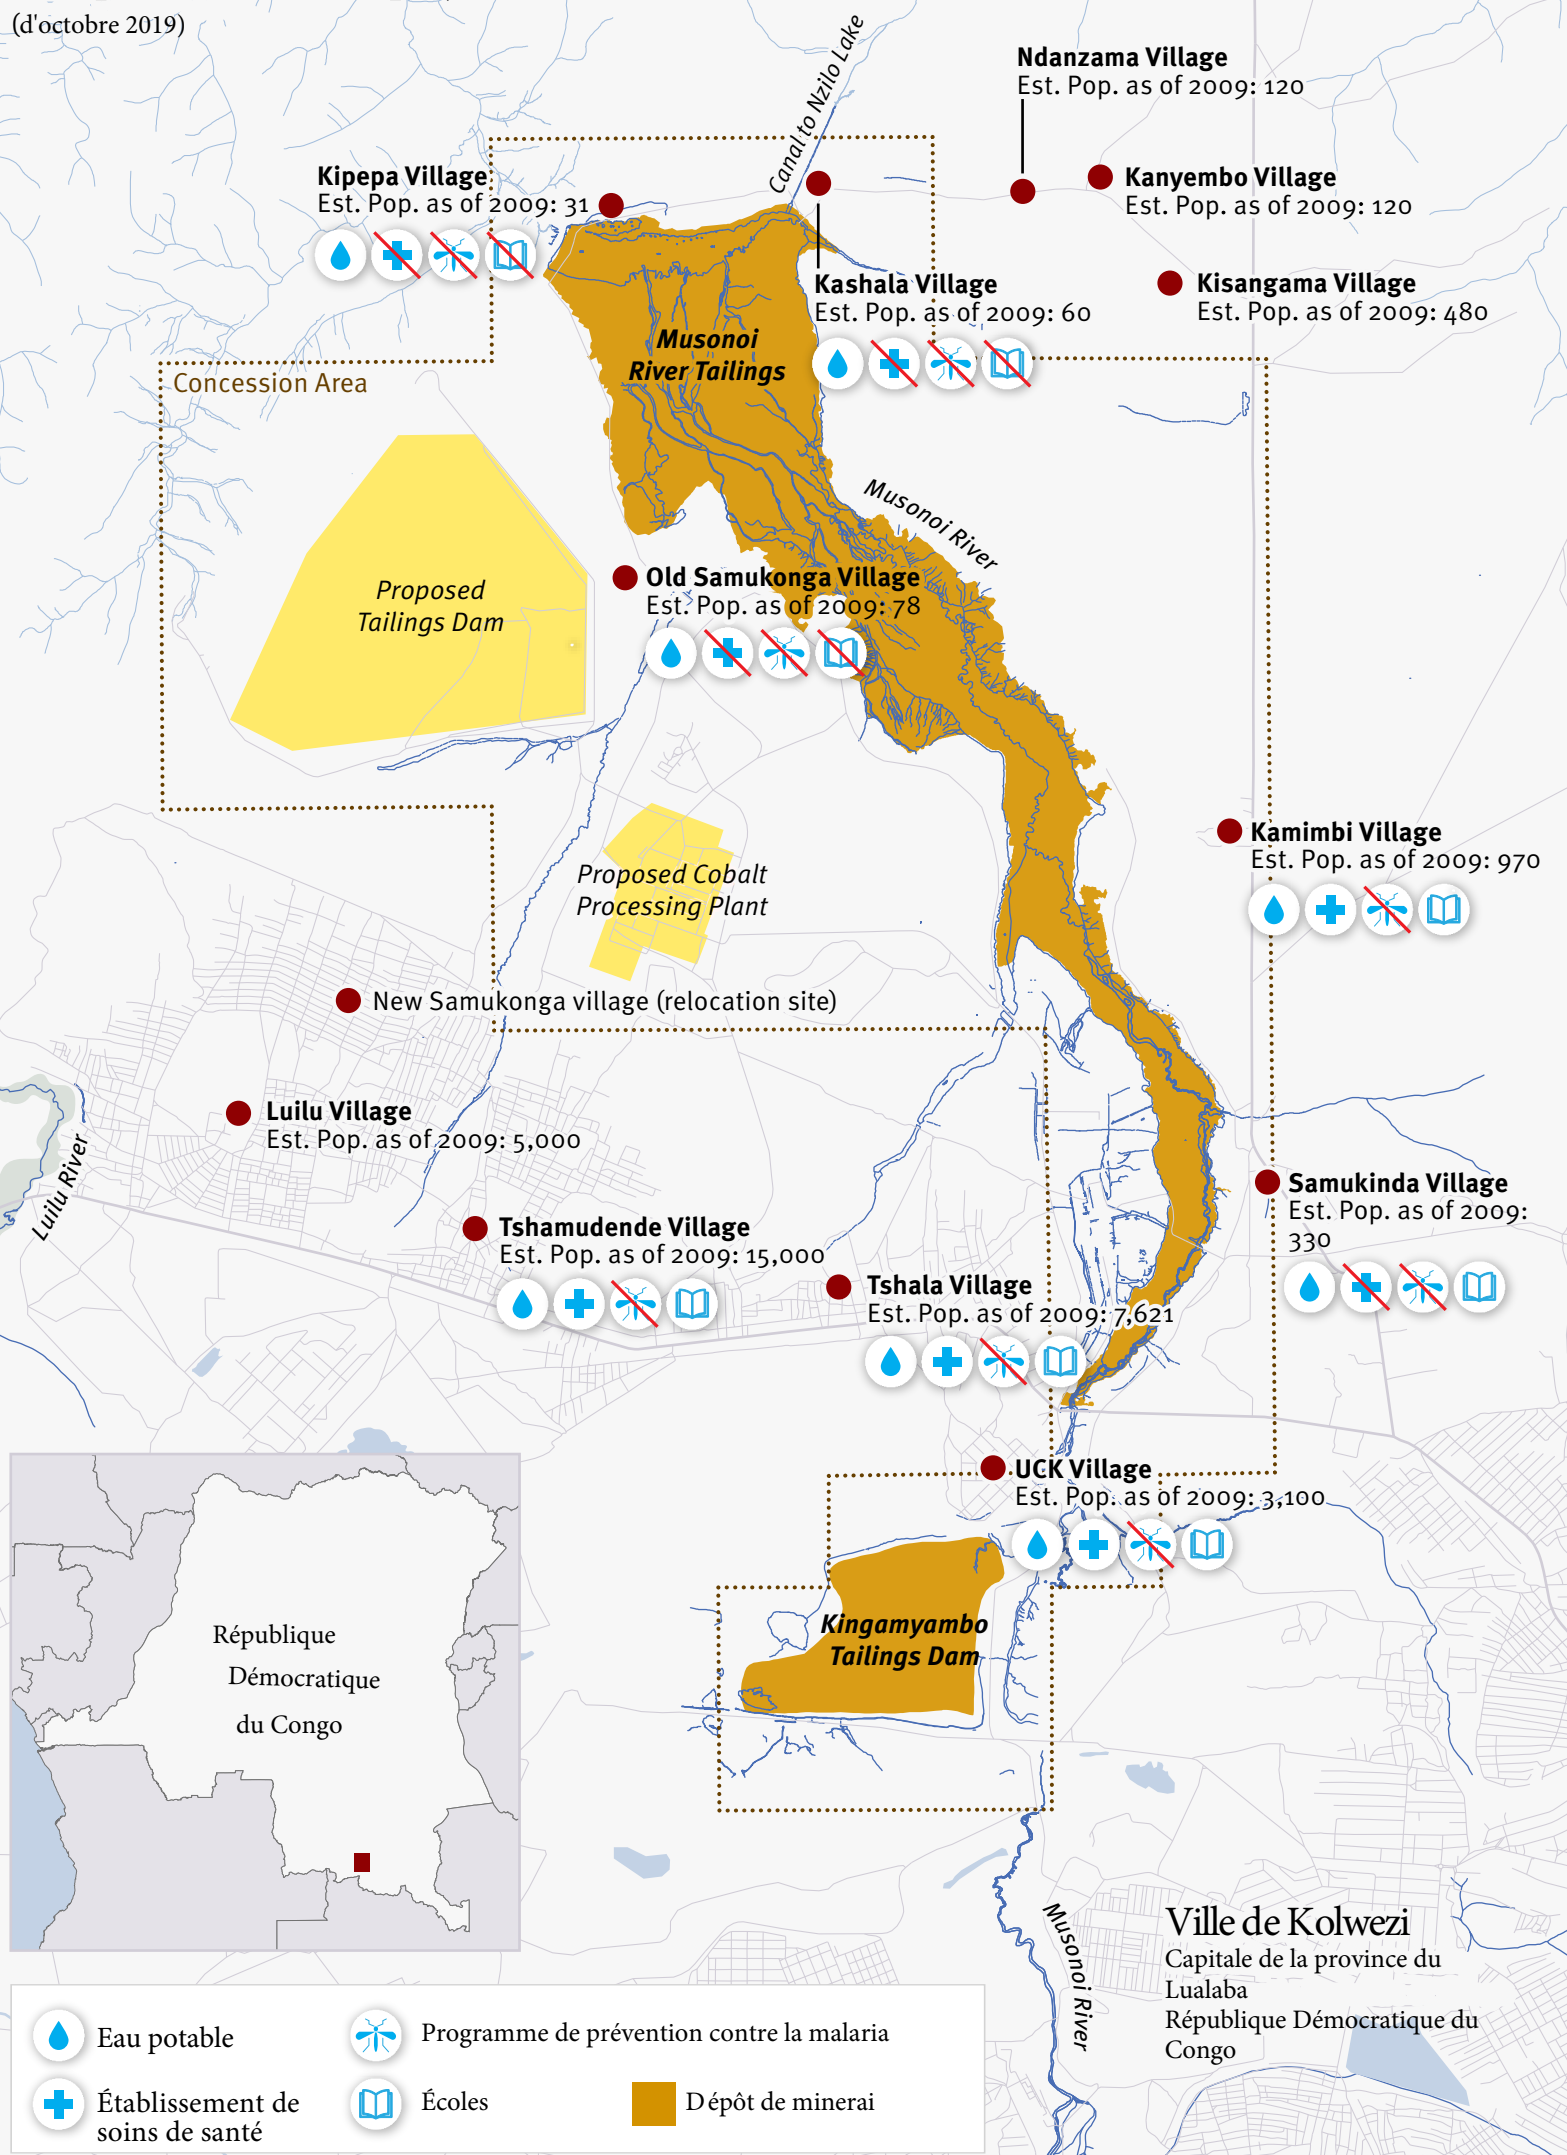 (d'octobre 2019)
Canal to Nzilo Lake
Ndanzama Village
Est. Pop. as of 2009: 120
Kipepa Village
Est. Pop. as of 2009: 31
Kanyembo Village
Est. Pop. as of 2009: 120
Kashala Village
Est. Pop. as of 2009: 60
Kisangama Village
Est. Pop. as of 2009: 480
Musonoi
River Tailings
Concession Area
Musonoi River
Proposed
Tailings Dam
Old Samukonga Village
Est. Pop. as of 2009: 78
Kamimbi Village
Est. Pop. as of 2009: 970
Proposed Cobalt
Processing Plant
New Samukonga village (relocation site)
Luilu Village
Est. Pop. as of 2009: 5,000
Luilu River
Samukinda Village
Est. Pop. as of 2009:
330
Tshamudende Village
Est. Pop. as of 2009: 15,000
Tshala Village
Est. Pop. as of 2009: 7,621
UCK Village
Est. Pop. as of 2009: 3,100
Kingamyambo
Tailings Dam
République
Démocratique
du Congo
Musonoi River
Ville de Kolwezi
Capitale de la province du
Lualaba
République Démocratique du
Congo
Eau potable
Programme de prévention contre la malaria
Établissement de
soins de santé
Écoles
Dépôt de minerai